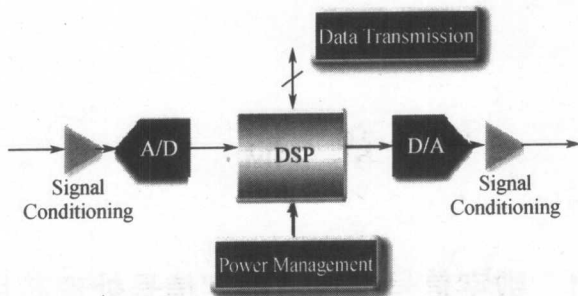 Data Transmission
A/D
DSP
D/A
Signal
Conditioning
Signal
Conditioning
Power Management